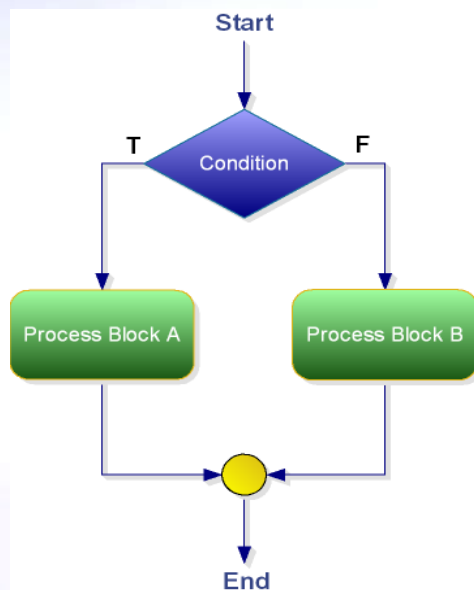 Start
T
F
Condition
Process Block A
Process Block B
End